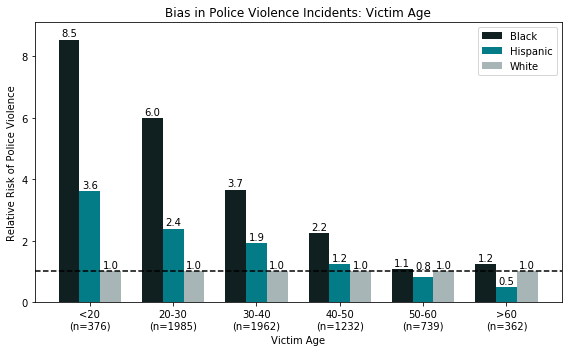 Bias in Police Violence Incidents: Victim Age
Black
Hispanic
White
Relative Risk of Police Violence
8
6
4
2
0
8.5
3.6
1.0
6.0
2.4
1.0
3.7
1.9
1.0
2.2
1.2
1.0
1.1
0.8
1.0
1.2
0.5
1.0
<20 20-30 30-40 40-50 50-60 >60
(n=376) (n=1985) (n=1962) (n=1232) (n=739) (n=362)
Victim Age